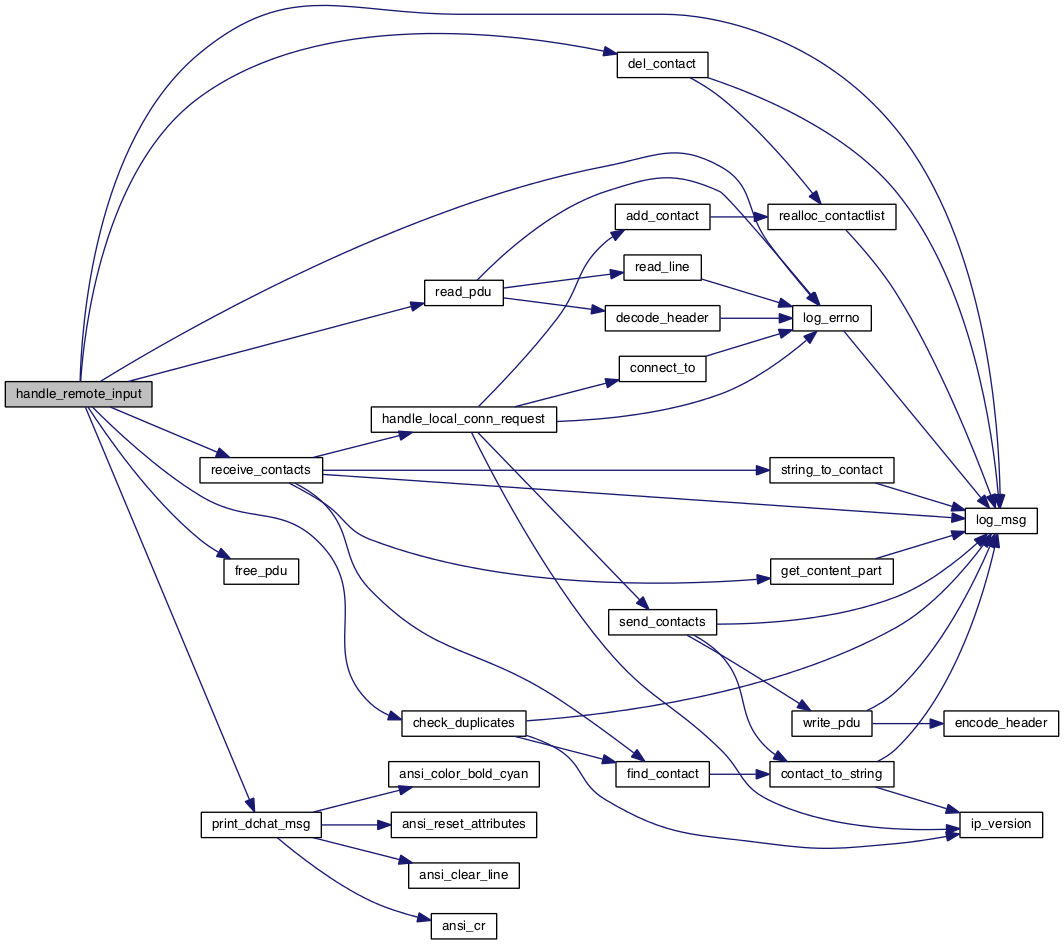 del_contact
add_contact
realloc_contactlist
read_line
read_pdu
decode_header
log_errno
connect_to
handle_remote_input
handle_local_conn_request
receive_contacts
string_to_contact
log_msg
free_pdu
get_content_part
send_contacts
check_duplicates
write_pdu
encode_header
ansi_color_bold_cyan
find_contact
contact_to_string
print_dchat_msg
ansi_reset_attributes
ip_version
ansi_clear_line
ansi_cr